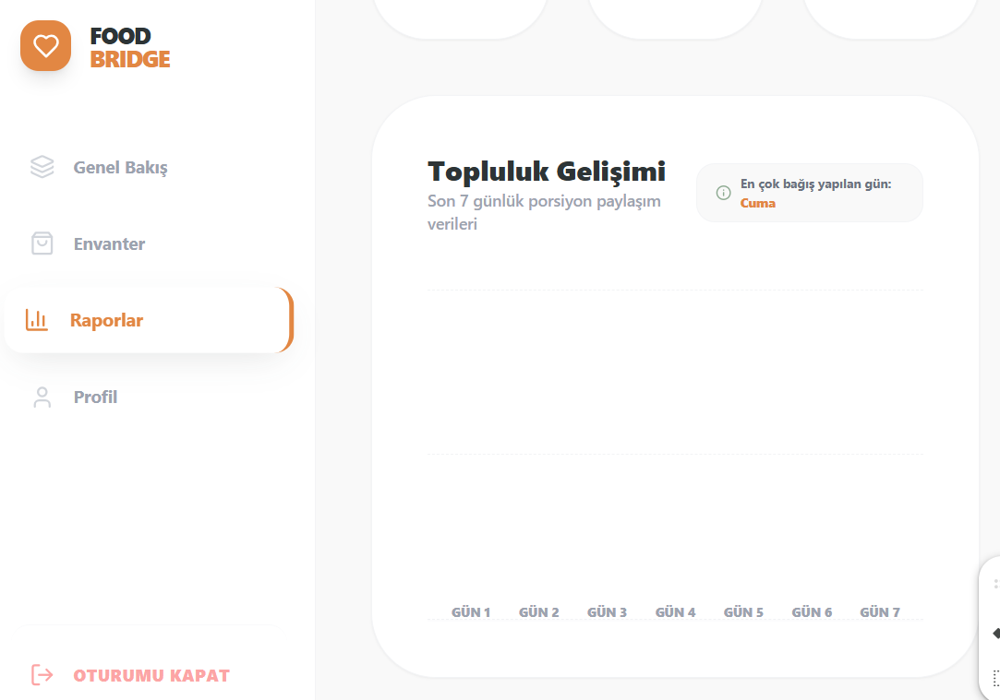 FOOD
BRIDGE
Genel Bakış
Envanter
Raporlar
Profil
OTURUMU KAPAT
Topluluk Gelişimi
Son 7 günlük porsiyon paylaşım
verileri
En çok bağış yapılan gün:
Cuma
GÜN 1 GÜN 2 GÜN 3 GÜN 4 GÜN 5 GÜN 6 GÜN 7